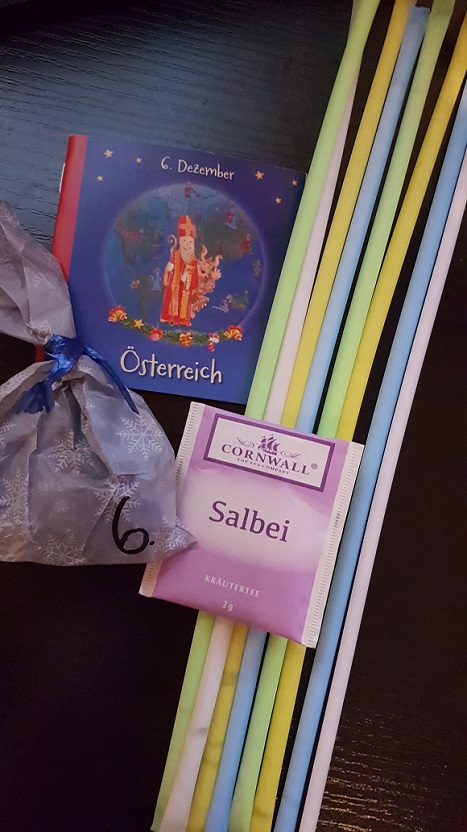 6. Dezember
Österreich
CORNWALL®
THE TEA COMPANY
Salbei
KRÄUTERTEE
2g
6.